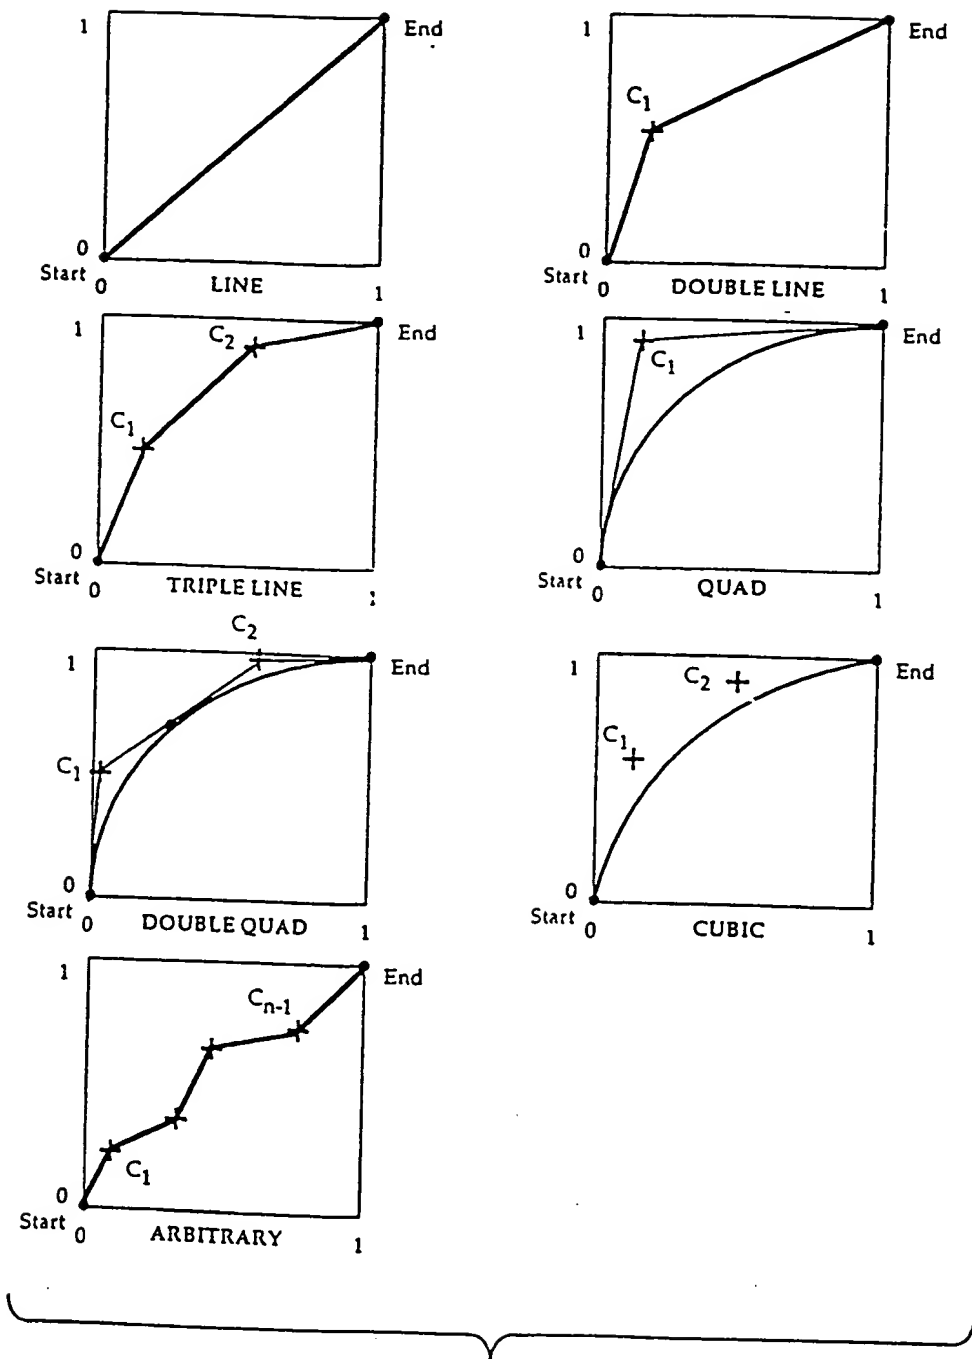 1
End
0
Start
0
LINE
1
1
End
C1
0
Start
0
DOUBLE LINE
1
1
C2
End
C1
0
Start
0
TRIPLE LINE
1
1
End
C1
0
Start
0
QUAD
1
C2
1
End
C1
0
Start
0
DOUBLE QUAD
1
1
C2
End
C1
0
Start
0
CUBIC
1
1
End
Cn-1
C1
0
Start
0
ARBITRARY
1